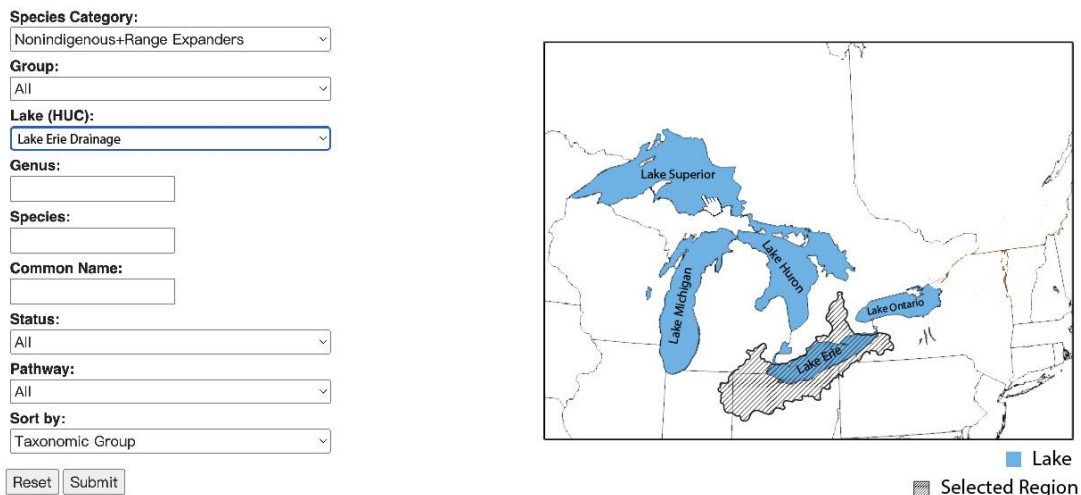 Species Category:
Nonindigenous+Range Expanders
Group:
All
Lake (HUC):
Lake Erie Drainage
Genus:
Species:
Common Name:
Status:
All
Pathway:
All
Sort by:
Taxonomic Group
Reset Submit
Lake Superior
Lake Michigan
Lake Huron
Lake Ontario
Lake Erie
Lake
Selected Region